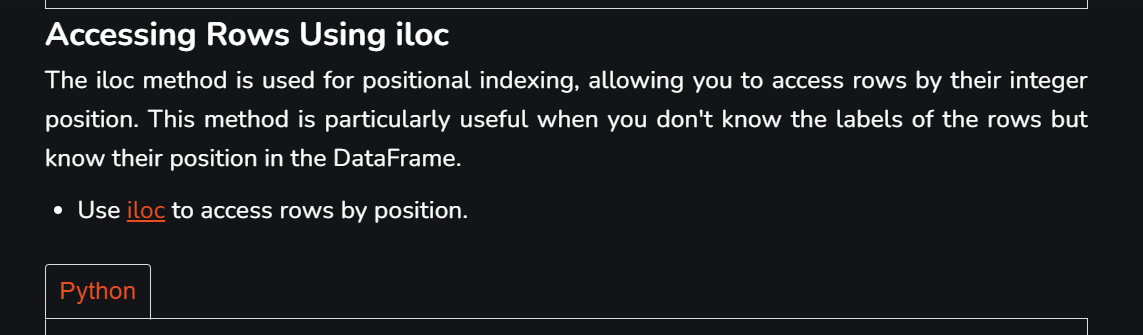 Accessing Rows Using iloc
The iloc method is used for positional indexing, allowing you to access rows by their integer
position. This method is particularly useful when you don't know the labels of the rows but
know their position in the DataFrame.
• Use iloc to access rows by position.
Python